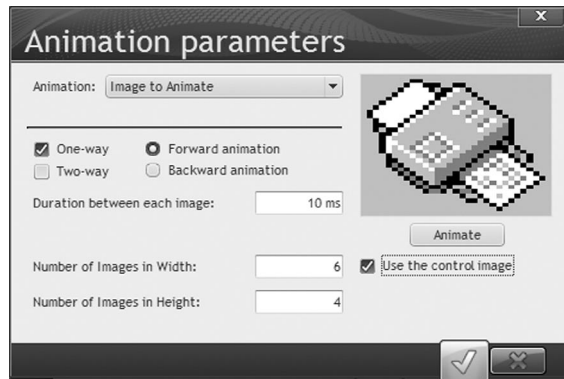 Animation parameters
x
Animation: Image to Animate
One-way
Forward animation
Two-way
Backward animation
Duration between each image: 10 ms
Animate
Number of Images in Width: 6
Use the control image
Number of Images in Height: 4